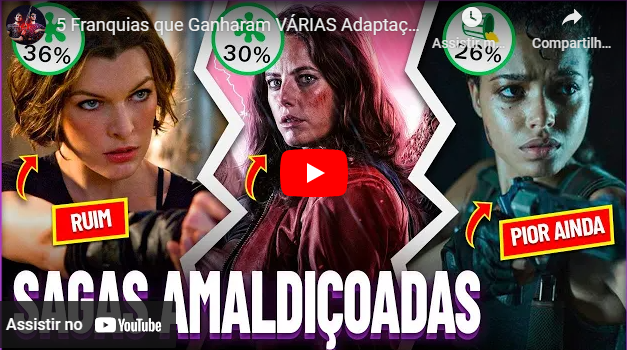 5 Franquias que Ganharam VÁRIAS Adaptaç...
Assistir m...
Compartilh...
36%
30%
26%
RUIM
PIOR AINDA
SAGAS AMALDIÇOADAS
Assistir no YouTube